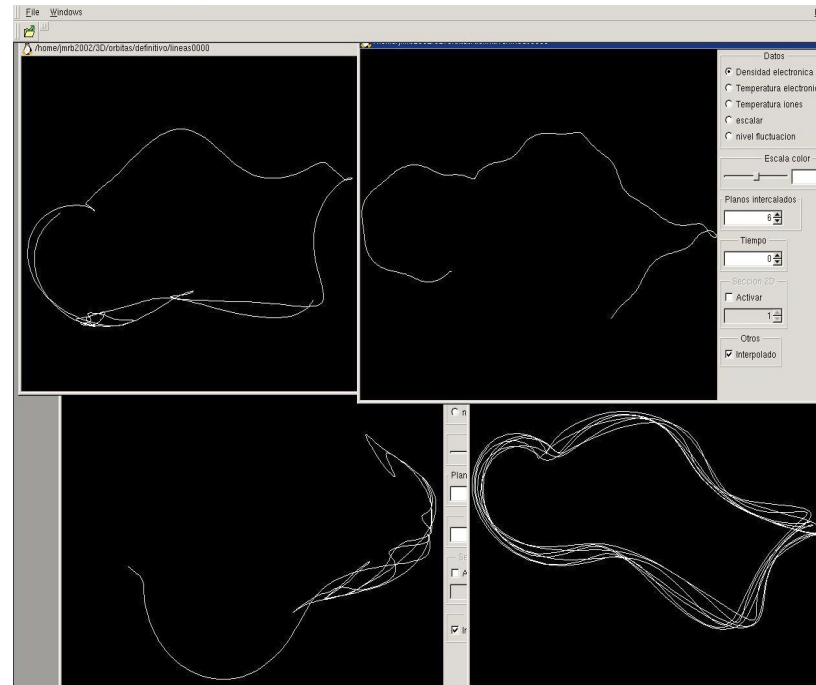 File Windows
/home/jmrb2002/3D/orbitas/definitivo/lineas0000
Datos
Densidad electronica
Temperatura electronic
Temperatura iones
escalar
nivel fluctuacion
Escala color
Planos intercalados
6
Tiempo
0
Seccion 2D
Activar
1
Otros
Interpolado
Plan